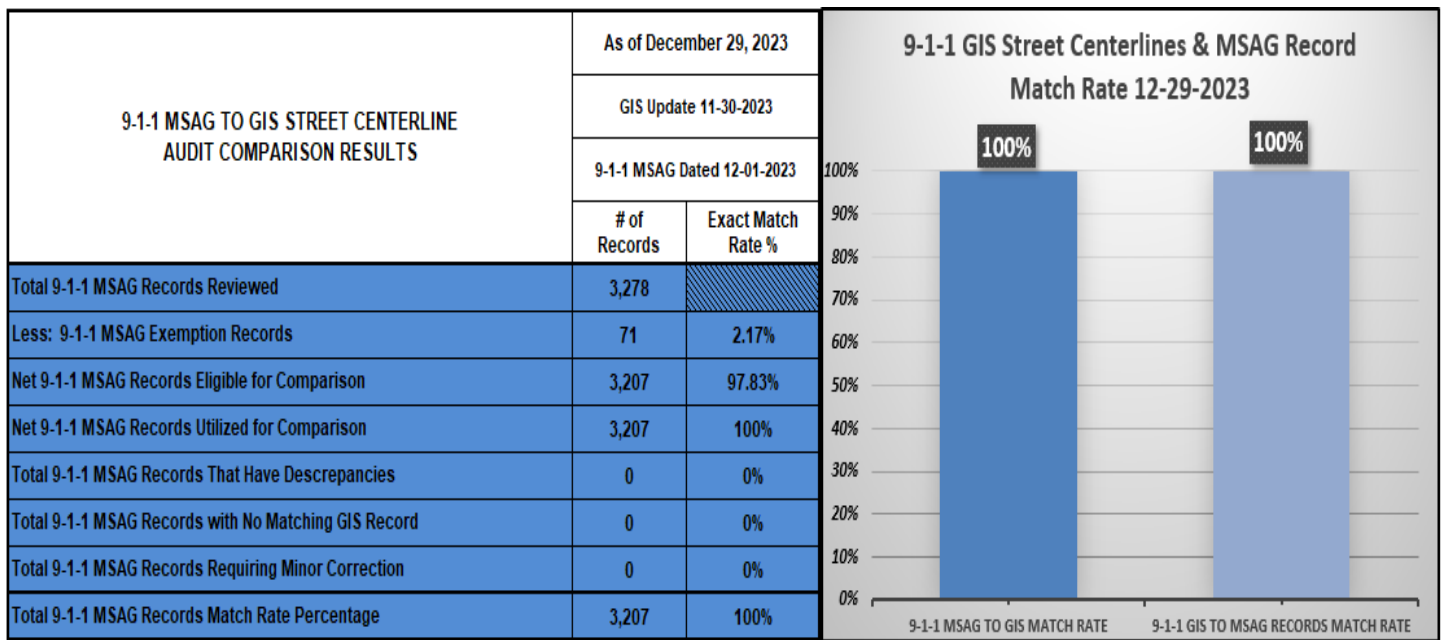 9-1-1 MSAG TO GIS STREET CENTERLINE
AUDIT COMPARISON RESULTS
As of December 29, 2023
GIS Update 11-30-2023
9-1-1 MSAG Dated 12-01-2023
# of
Records
Exact Match
Rate %
Total 9-1-1 MSAG Records Reviewed 3,278
Less: 9-1-1 MSAG Exemption Records 71 2.17%
Net 9-1-1 MSAG Records Eligible for Comparison 3,207 97.83%
Net 9-1-1 MSAG Records Utilized for Comparison 3,207 100%
Total 9-1-1 MSAG Records That Have Descrepancies 0 0%
Total 9-1-1 MSAG Records with No Matching GIS Record 0 0%
Total 9-1-1 MSAG Records Requiring Minor Correction 0 0%
Total 9-1-1 MSAG Records Match Rate Percentage 3,207 100%
9-1-1 GIS Street Centerlines & MSAG Record
Match Rate 12-29-2023
100% 100%
100%
90%
80%
70%
60%
50%
40%
30%
20%
10%
0%
9-1-1 MSAG TO GIS MATCH RATE 9-1-1 GIS TO MSAG RECORDS MATCH RATE